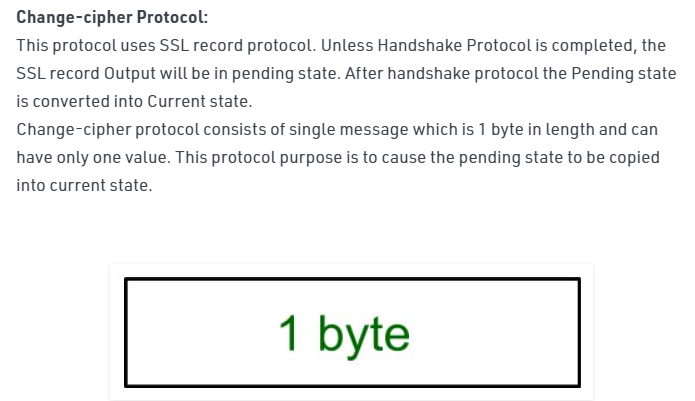 Change-cipher Protocol:
This protocol uses SSL record protocol. Unless Handshake Protocol is completed, the
SSL record Output will be in pending state. After handshake protocol the Pending state
is converted into Current state.
Change-cipher protocol consists of single message which is 1 byte in length and can
have only one value. This protocol purpose is to cause the pending state to be copied
into current state.
1 byte